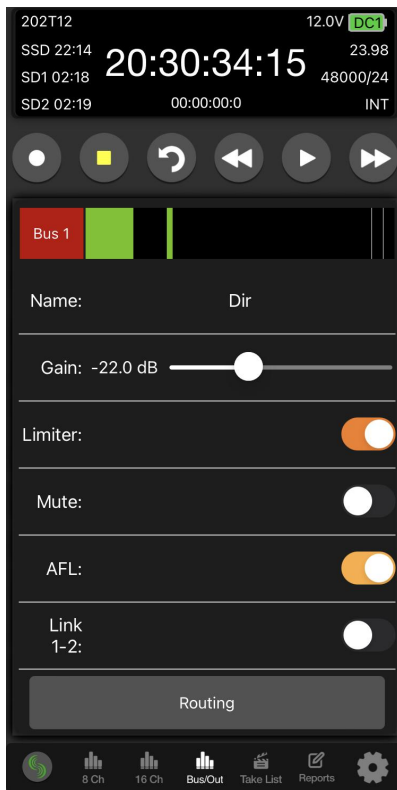 202T12
12.0V DC1
SSD 22:14
20:30:34:15
23.98
SD1 02:18
48000/24
SD2 02:19
00:00:00:0
INT
Bus 1
Name: Dir
Gain: -22.0 dB
Limiter:
Mute:
AFL:
Link
1-2:
Routing
8 Ch
16 Ch
Bus/Out
Take List
Reports